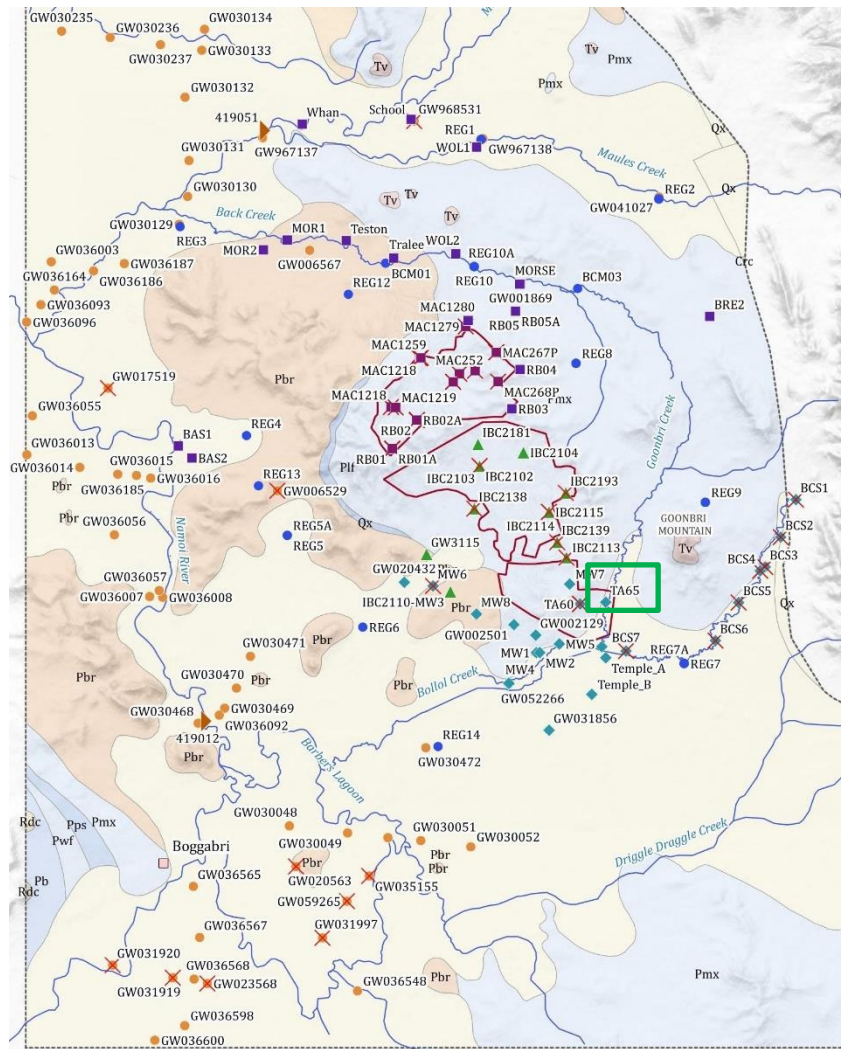 GW030235
GW030236
GW030134
GW030237
GW030133
Tv
Pmx
Tv
Pmx
GW030132
419051
Whan
School
GW968531
Qx
GW967137
REG1
WOL1
GW967138
GW030131
Maules Creek
REG2
Qx
GW030130
Tv
Tv
GW041027
Back Creek
GW030129
REG3
MOR1
Teston
Tv
MOR2
Tralee
WOL2
GW036003
GW036187
GW006567
BCM01
REG10A
Crc
GW036164
GW036186
REG12
REG10
MORSE
BCM03
GW036093
GW001869
GW036096
MAC1280
RB05
RB05A
BRE2
MAC1279
MAC1259
MAC267P
MAC252
RB04
REG8
GW017519
MAC1218
MAC268P
Pbr
MAC1218
MAC1219
Pmx
GW036055
RB02
RB02A
RB03
Goonbri Creek
GW036013
BAS1
REG4
IBC2181
GW036014
GW036015
BAS2
RB01
RB01A
IBC2104
Pbr
GW036185
GW036016
REG13
Plf
IBC2103
IBC2102
IBC2193
BCS1
Pbr
GW006529
IBC2138
IBC2115
REG9
GW036056
REG5A
Qx
IBC2114
IBC2139
GOONBRI
MOUNTAIN
BCS2
REG5
GW3115
IBC2113
Tv
Namoi River
GW020432
BCS4
BCS3
GW036057
MW6
MW7
TA65
GW036007
GW036008
IBC2110-MW3
Pbr
MW8
TA60
BCS5
Qx
REG6
GW002129
Pbr
GW002501
BCS6
GW030471
MW5
BCS7
REG7A
Pbr
MW1
MW2
Temple_A
REG7
GW030470
Pbr
Pbr
Bollol Creek
MW4
Temple_B
GW030468
GW030469
GW052266
GW036092
GW031856
419012
REG14
Pbr
GW030472
Barbers Lagoon
Rdc
Pps
Pmx
GW030048
Pwf
GW030049
GW030051
GW030052
Driggle Draggle Creek
Boggabri
Pbr
Pbr
Pb
GW020563
Pbr
Rdc
GW036565
GW035155
GW059265
GW036567
GW031997
GW031920
GW036568
Pbr
Pmx
GW031919
GW023568
GW036548
GW036598
GW036600